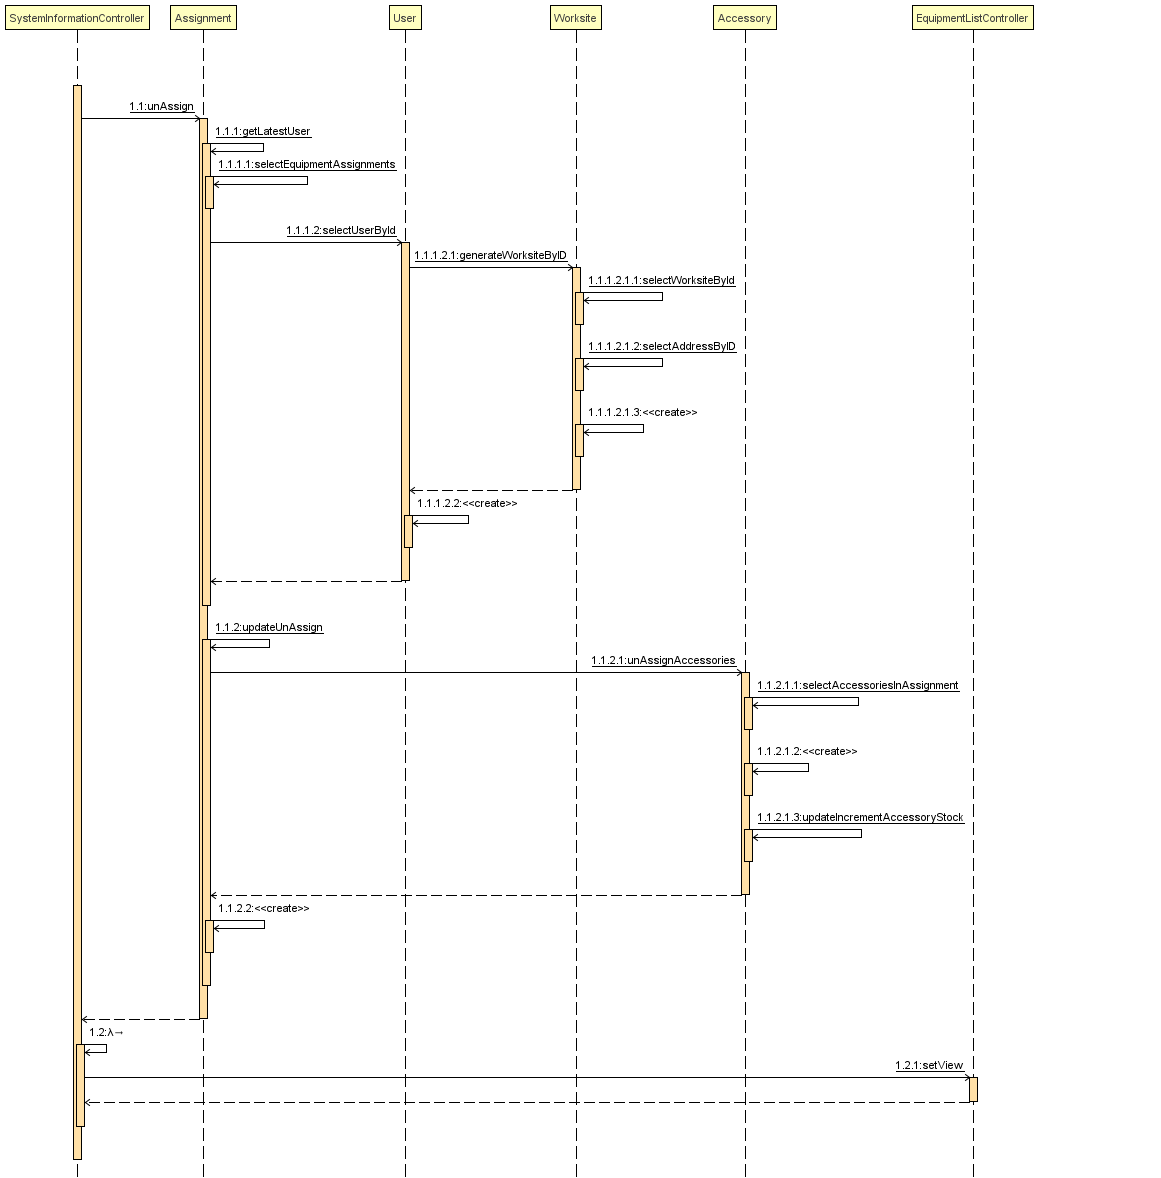 SystemInformationController
Assignment
User
Worksite
Accessory
EquipmentListController
1.1:unAssign
1.1.1:getLatestUser
1.1.1.1:selectEquipmentAssignments
1.1.1.2:selectUserById
1.1.1.2.1:generateWorksiteByID
1.1.1.2.1.1:selectWorksiteById
1.1.1.2.1.2:selectAddressByID
1.1.1.2.1.3:<<create>>
1.1.1.2.2:<<create>>
1.1.2:updateUnAssign
1.1.2.1:unAssignAccessories
1.1.2.1.1:selectAccessoriesInAssignment
1.1.2.1.2:<<create>>
1.1.2.1.3:updateIncrementAccessoryStock
1.1.2.2:<<create>>
1.2:λ→
1.2.1:setView